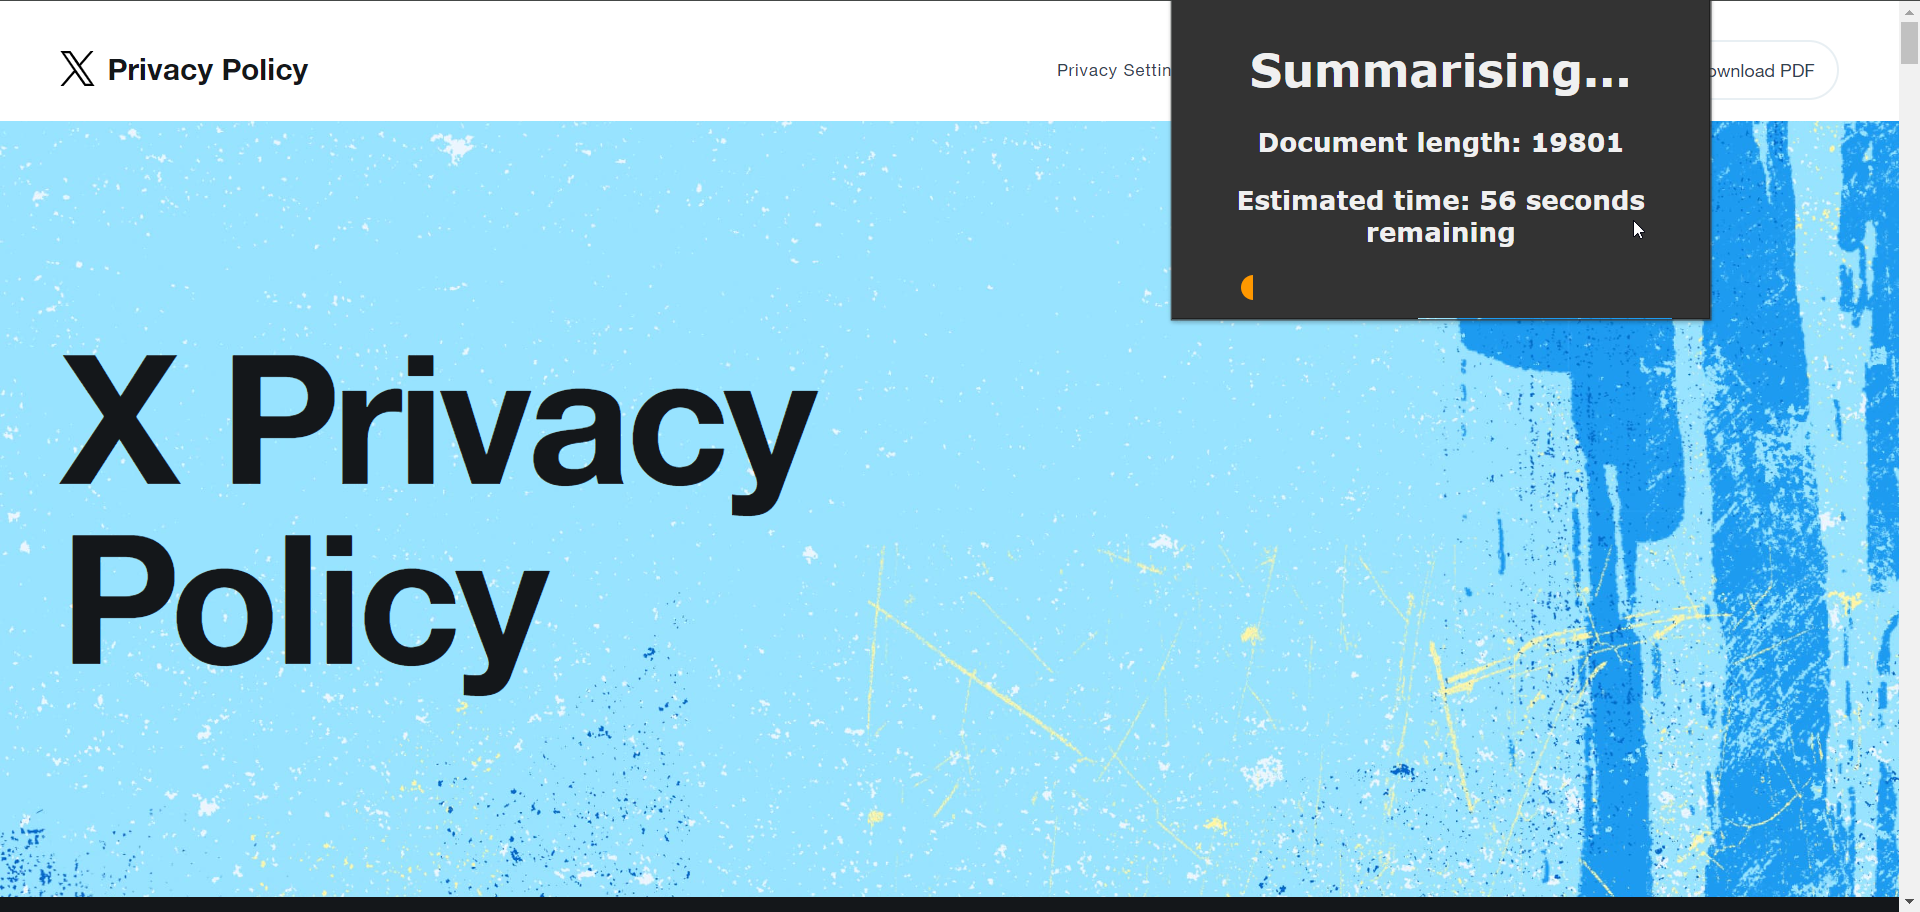 Privacy Policy
Privacy Settin
ownload PDF
Summarising...
Document length: 19801
Estimated time: 56 seconds
remaining
X Privacy
Policy